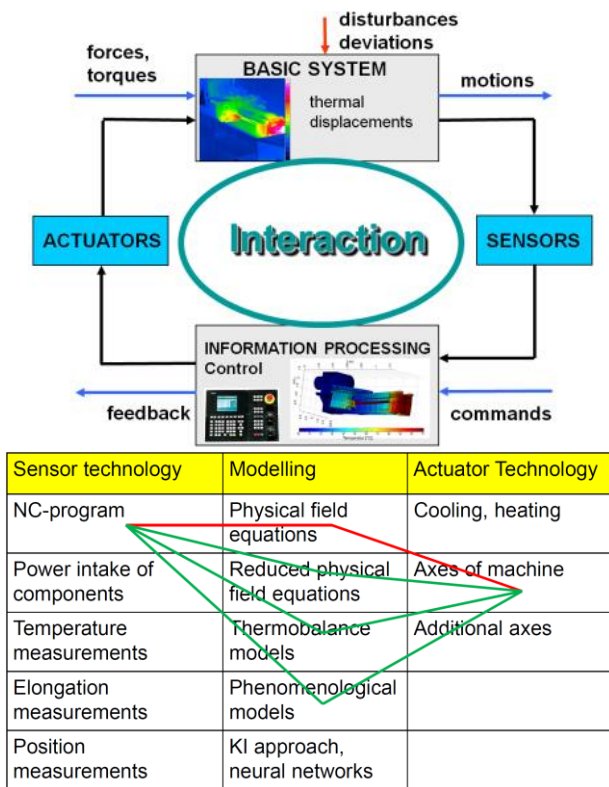 disturbances
deviations
forces,
torques
BASIC SYSTEM
motions
thermal
displacements
ACTUATORS
Interaction
SENSORS
INFORMATION PROCESSING
Control
feedback
commands
Sensor technology
Modelling
Actuator Technology
NC-program
Physical field
equations
Cooling, heating
Power intake of
components
Reduced physical
field equations
Axes of machine
Temperature
measurements
Thermobalance
models
Additional axes
Elongation
measurements
Phenomenological
models
Position
measurements
KI approach,
neural networks